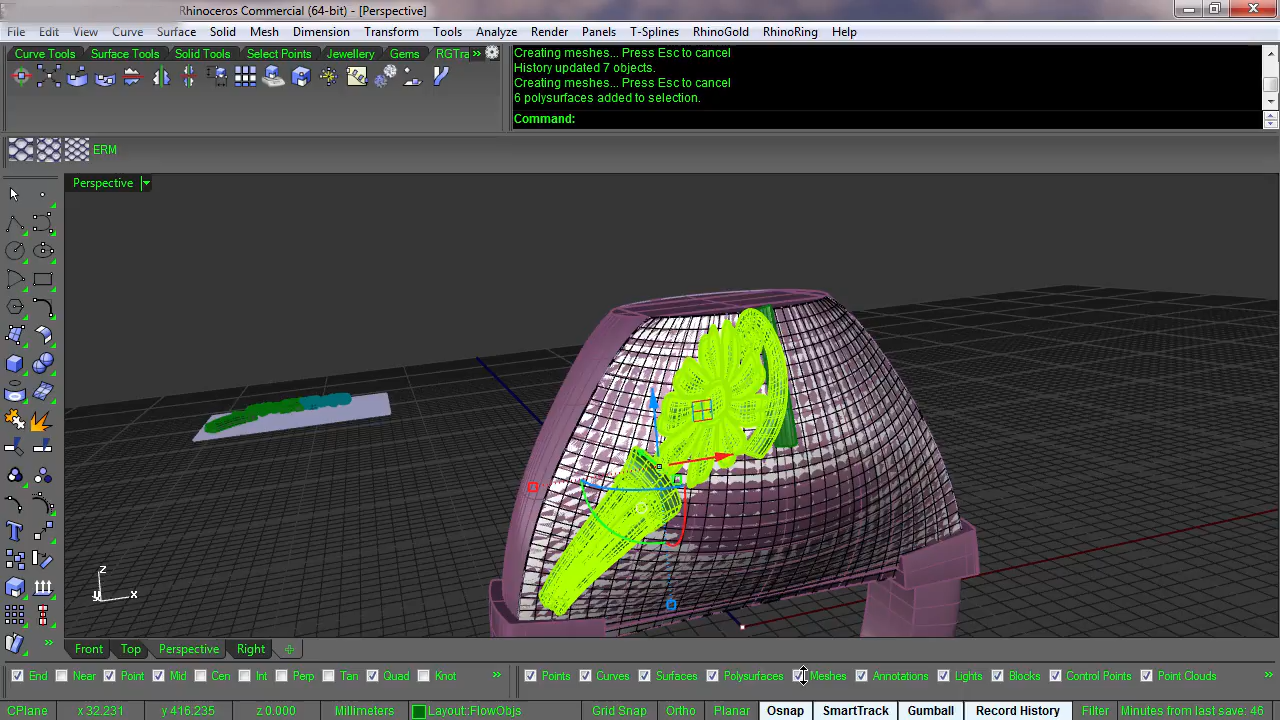 Rhinoceros Commercial (64-bit) - [Perspective]
File Edit View Curve Surface Solid Mesh Dimension Transform Tools Analyze Render Panels T-Splines RhinoGold RhinoRing Help
Curve Tools Surface Tools Solid Tools Select Points Jewellery Gems RGTra »
Creating meshes... Press Esc to cancel
History updated 7 objects.
Creating meshes... Press Esc to cancel
6 polysurfaces added to selection.
Command:
ERM
Perspective
z
y x
Front Top Perspective Right
End Near Point Mid Cen Int Perp Tan Quad Knot » Points Curves Surfaces Polysurfaces Meshes Annotations Lights Blocks Control Points Point Clouds »
CPlane x 32.231 y 416.235 z 0.000 Millimeters Layout::FlowObjs Grid Snap Ortho Planar Osnap SmartTrack Gumball Record History Filter Minutes from last save: 46